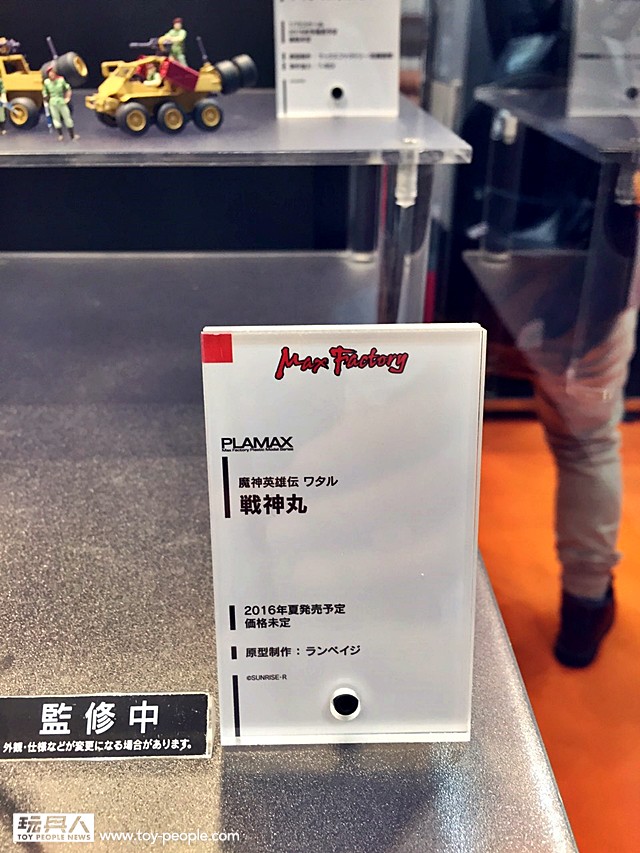 Max Factory
PLAMAX
Max Factory Plastic Model Series
魔神英雄伝 ワタル
戦神丸
2016年夏発売予定
価格未定
原型制作：ランペイジ
©SUNRISE・R
監修中
外観・仕様などが変更になる場合があります。
玩具人
TOY PEOPLE NEWS
www.toy-people.com